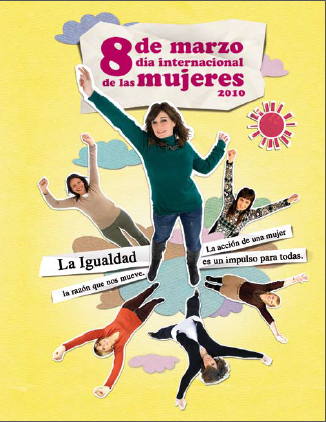 8 de marzo
día internacional
de las mujeres
2010
La Igualdad
la razón que nos mueve.
La acción de una mujer
es un impulso para todas.